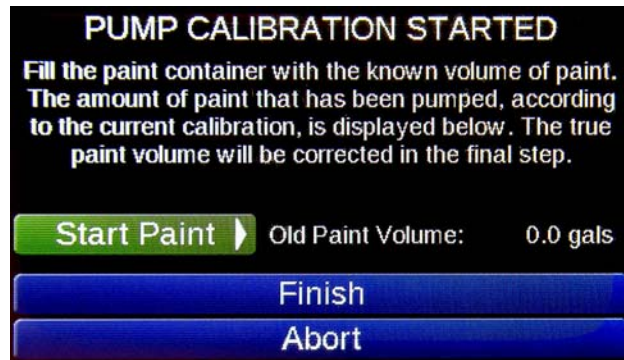 PUMP CALIBRATION STARTED
Fill the paint container with the known volume of paint.
The amount of paint that has been pumped, according
to the current calibration, is displayed below. The true
paint volume will be corrected in the final step.
Start Paint Old Paint Volume: 0.0 gals
Finish
Abort